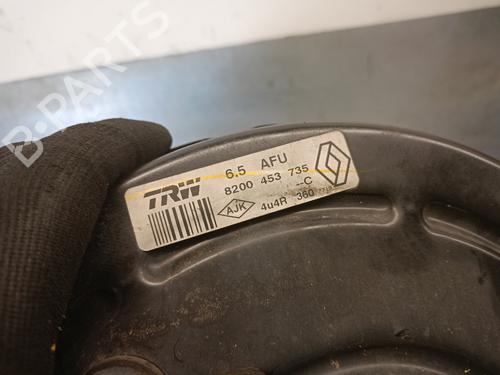 6.5 AFU
8200 453 735
--C
TRW
AJK
4u4R 360
B-PARTS